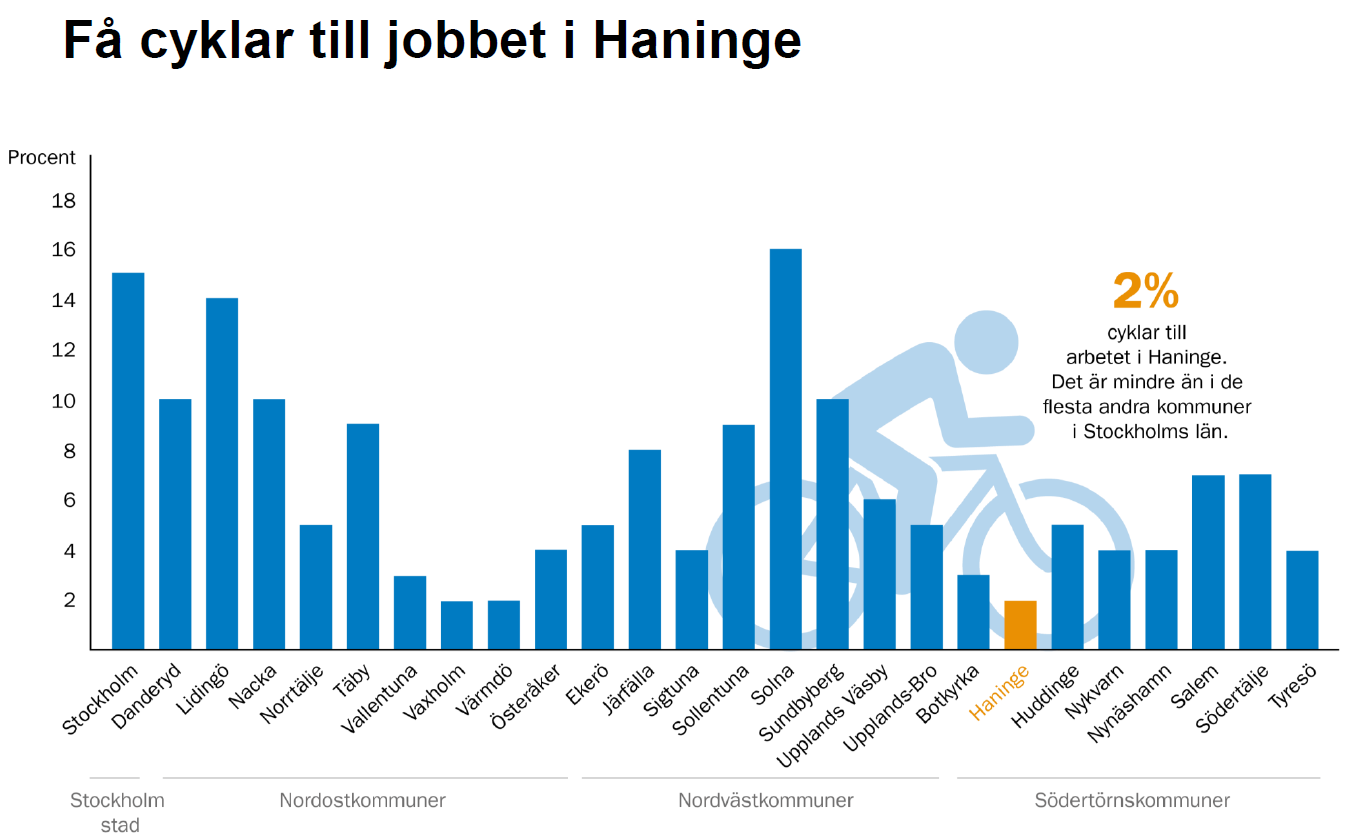 Få cyklar till jobbet i Haninge
Procent
18
16
14
12
10
8
6
4
2
2%
cyklar till
arbetet i Haninge.
Det är mindre än i de
flesta andra kommuner
i Stockholms län.
Stockholm
Danderyd
Lidingö
Nacka
Norrtälje
Täby
Vallentuna
Vaxholm
Värmdö
Österåker
Ekerö
Järfälla
Sigtuna
Sollentuna
Solna
Sundbyberg
Upplands Väsby
Upplands-Bro
Botkyrka
Haninge
Huddinge
Nykvarn
Nynäshamn
Salem
Södertälje
Tyresö
Stockholm
stad
Nordostkommuner
Nordvästkommuner
Södertörnskommuner